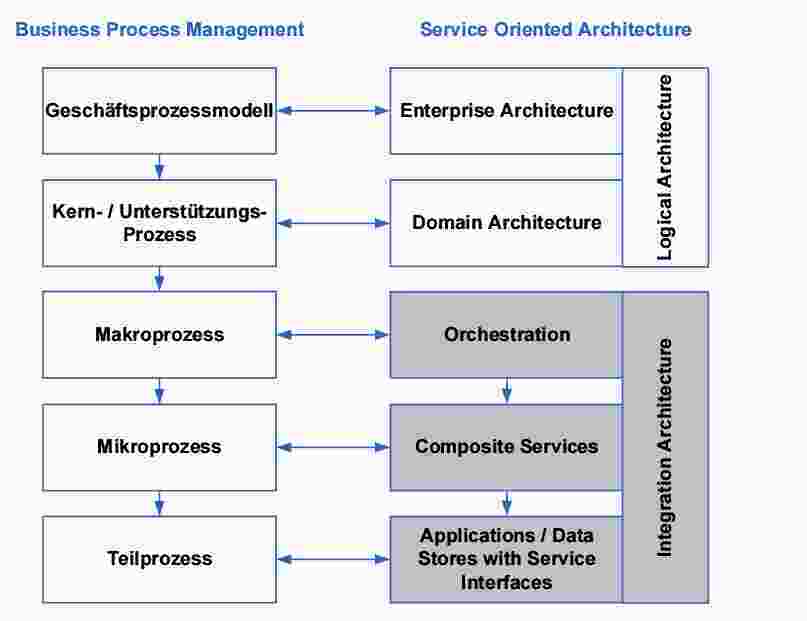 Business Process Management
Service Oriented Architecture
Geschäftsprozessmodell
Enterprise Architecture
Logical Architecture
Kern- / Unterstützungs-
Prozess
Domain Architecture
Makroprozess
Orchestration
Integration Architecture
Mikroprozess
Composite Services
Teilprozess
Applications / Data
Stores with Service
Interfaces